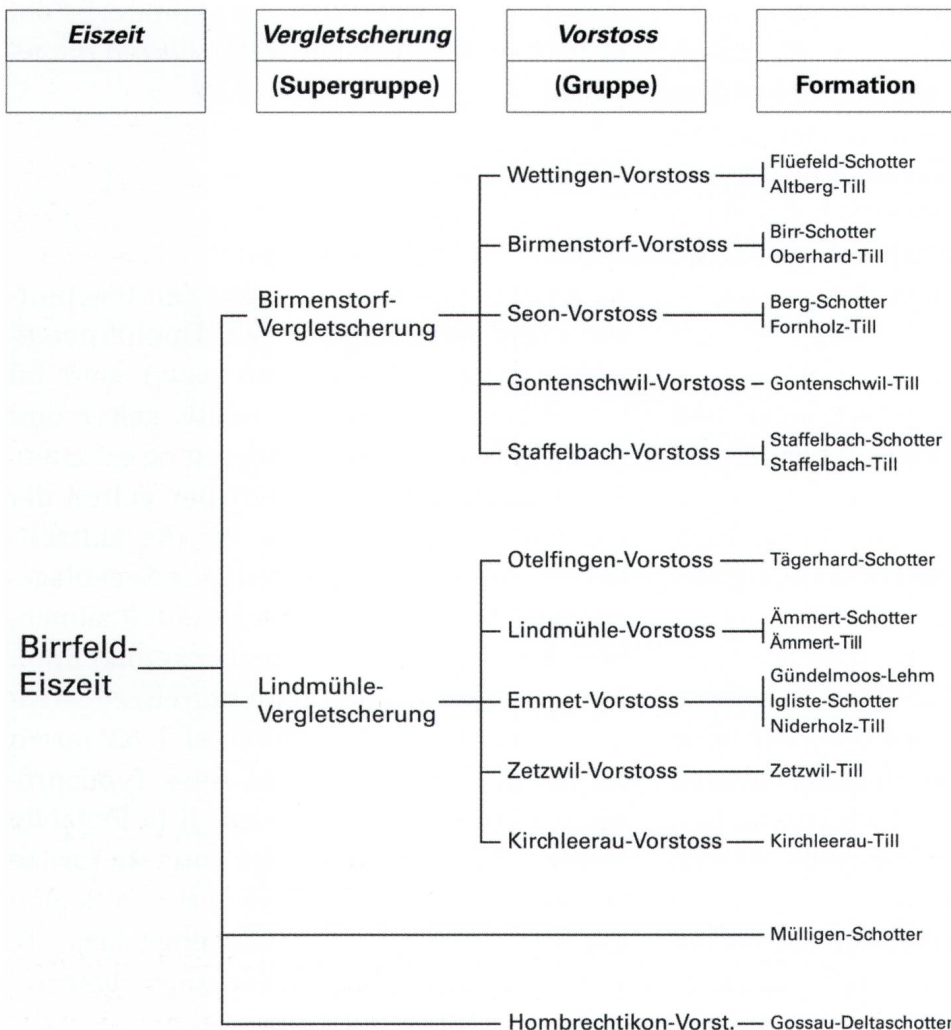 Eiszeit
Vergletscherung
(Supergruppe)
Vorstoss
(Gruppe)
Formation
Birrfeld-
Eiszeit
Birmenstorf-
Vergletscherung
Wettingen-Vorstoss
Flüefeld-Schotter
Altberg-Till
Birmenstorf-Vorstoss
Birr-Schotter
Oberhard-Till
Seon-Vorstoss
Berg-Schotter
Fornholz-Till
Gontenschwil-Vorstoss
Gontenschwil-Till
Staffelbach-Vorstoss
Staffelbach-Schotter
Staffelbach-Till
Lindmühle-
Vergletscherung
Otelfingen-Vorstoss
Tägerhard-Schotter
Lindmühle-Vorstoss
Ämmert-Schotter
Ämmert-Till
Emmet-Vorstoss
Gündelmoos-Lehm
Igliste-Schotter
Niderholz-Till
Zetzwil-Vorstoss
Zetzwil-Till
Kirchleerau-Vorstoss
Kirchleerau-Till
Mülligen-Schotter
Hombrechtikon-Vorst.
Gossau-Deltaschotter